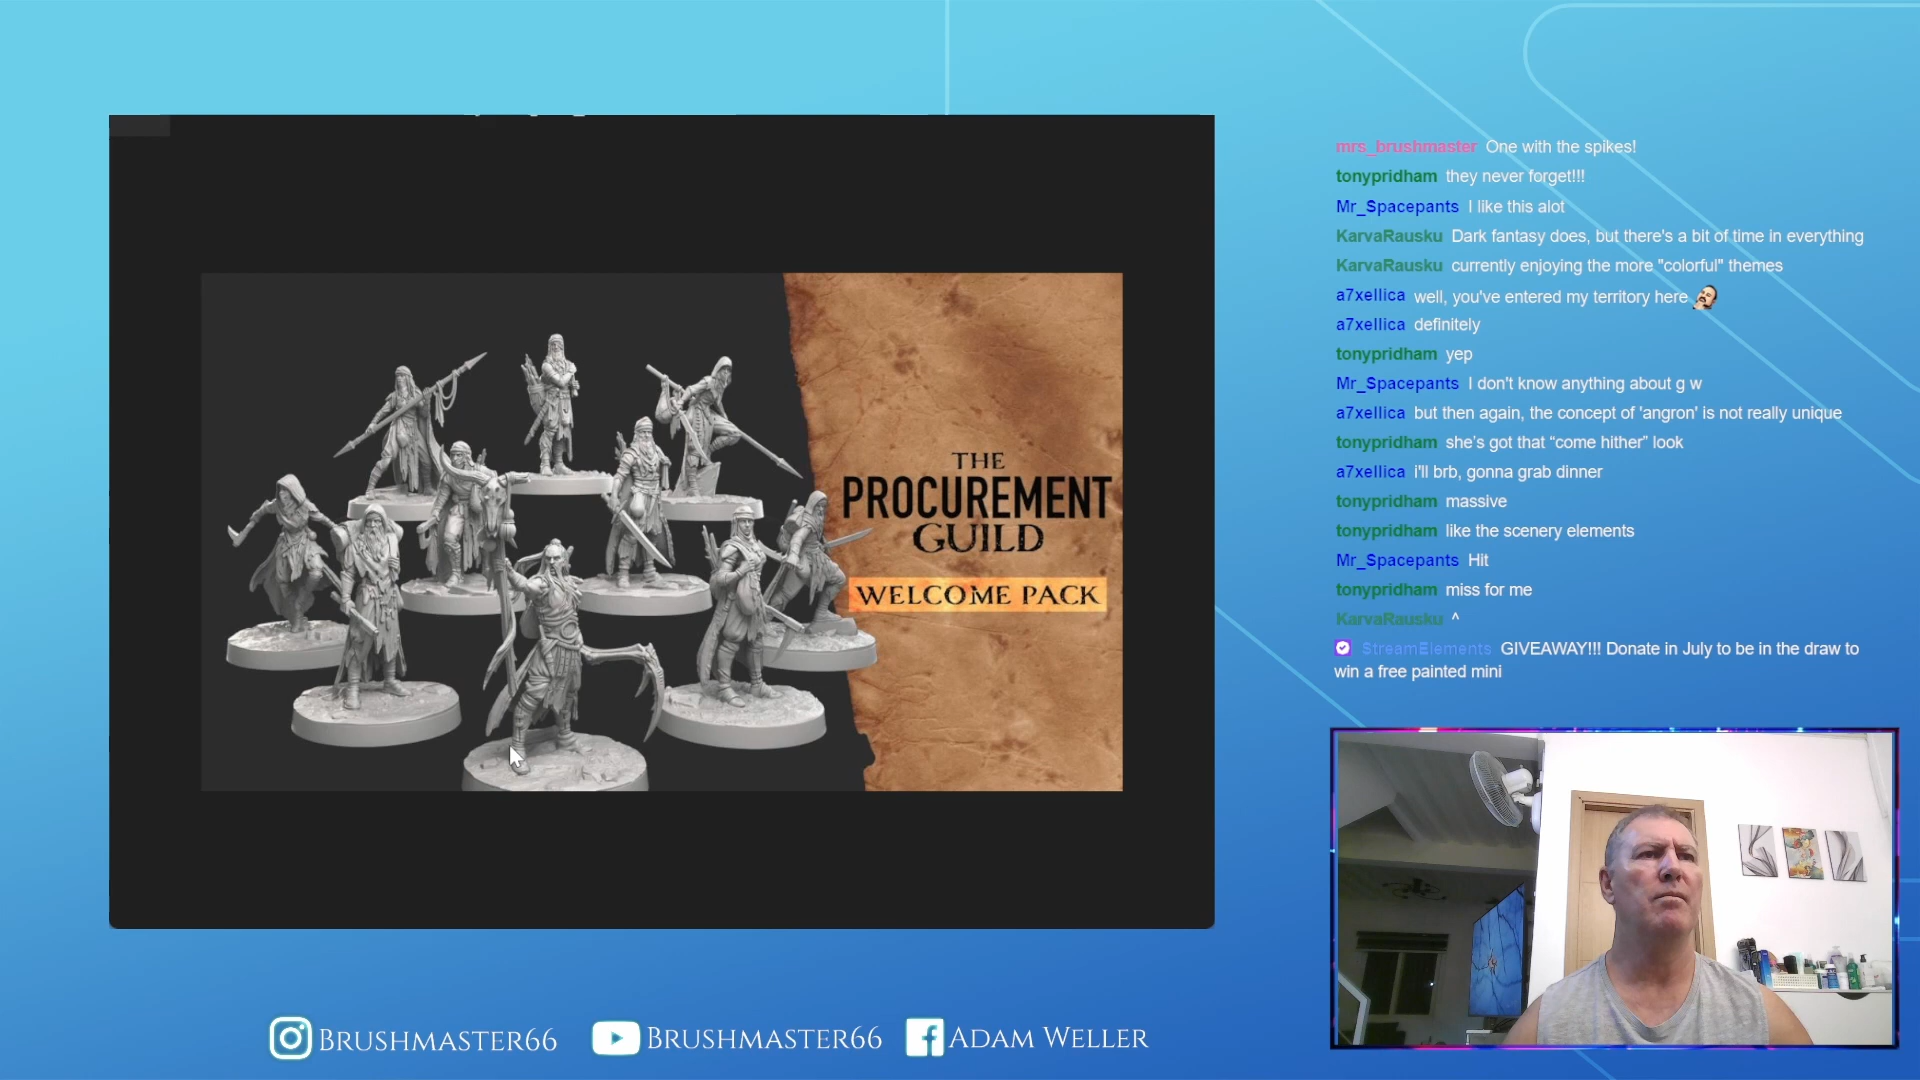 THE
PROCUREMENT
GUILD
WELCOME PACK
mrs_brushmaster One with the spikes!
tonypridham they never forget!!!
Mr_Spacepants I like this alot
KarvaRausku Dark fantasy does, but there's a bit of time in everything
KarvaRausku currently enjoying the more "colorful" themes
a7xellica well, you've entered my territory here
a7xellica definitely
tonypridham yep
Mr_Spacepants I don't know anything about g w
a7xellica but then again, the concept of 'angron' is not really unique
tonypridham she's got that “come hither” look
a7xellica i'll brb, gonna grab dinner
tonypridham massive
tonypridham like the scenery elements
Mr_Spacepants Hit
tonypridham miss for me
KarvaRausku ^
StreamElements GIVEAWAY!!! Donate in July to be in the draw to
win a free painted mini
BRUSHMASTER66 BRUSHMASTER66 ADAM WELLER